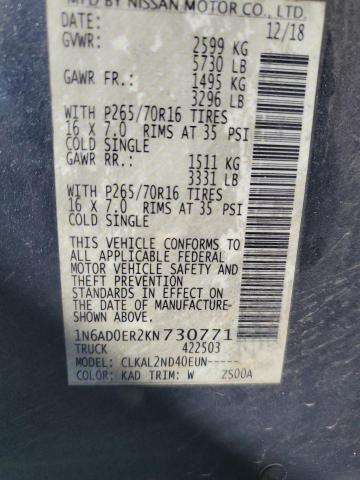 MFD BY NISSAN MOTOR CO., LTD.
DATE: 12/18
GVWR: 2599 KG
5730 LB
GAWR FR.: 1495 KG
3296 LB
WITH P265/70R16 TIRES
16 X 7.0 RIMS AT 35 PSI
COLD SINGLE
GAWR RR.: 1511 KG
3331 LB
WITH P265/70R16 TIRES
16 X 7.0 RIMS AT 35 PSI
COLD SINGLE
THIS VEHICLE CONFORMS TO
ALL APPLICABLE FEDERAL
MOTOR VEHICLE SAFETY AND
AND THEFT PREVENTION
STANDARDS IN EFFECT ON
THE DATE OF MANUFACTURE-
SHOWN ABOVE.
1N6AD0ER2KN730771
TRUCK 422503
MODEL: CLKAL2ND40EUN-----
COLOR: KAD TRIM: W ZS00A